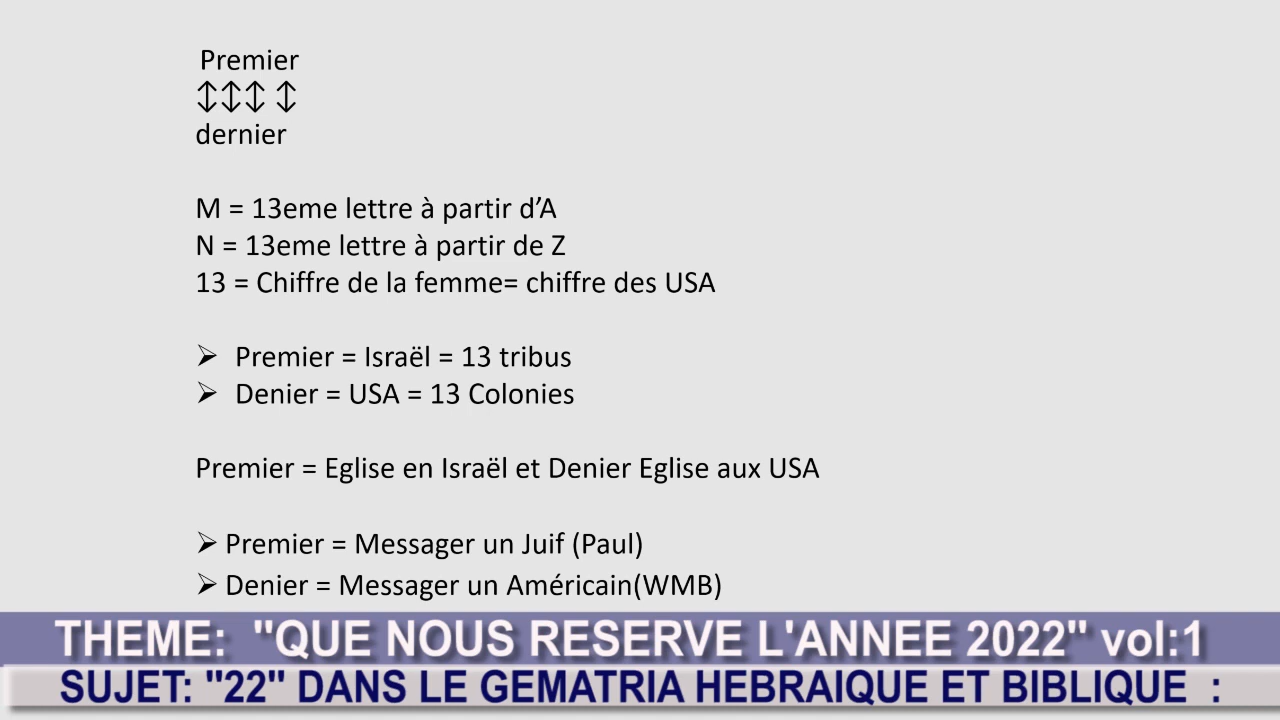 Premier
↕↕↕ ↕
dernier
M = 13eme lettre à partir d’A
N = 13eme lettre à partir de Z
13 = Chiffre de la femme= chiffre des USA
➢ Premier = Israël = 13 tribus
➢ Denier = USA = 13 Colonies
Premier = Eglise en Israël et Denier Eglise aux USA
➢ Premier = Messager un Juif (Paul)
➢ Denier = Messager un Américain(WMB)
THEME: "QUE NOUS RESERVE L'ANNEE 2022" vol:1
SUJET: "22" DANS LE GEMATRIA HEBRAIQUE ET BIBLIQUE :